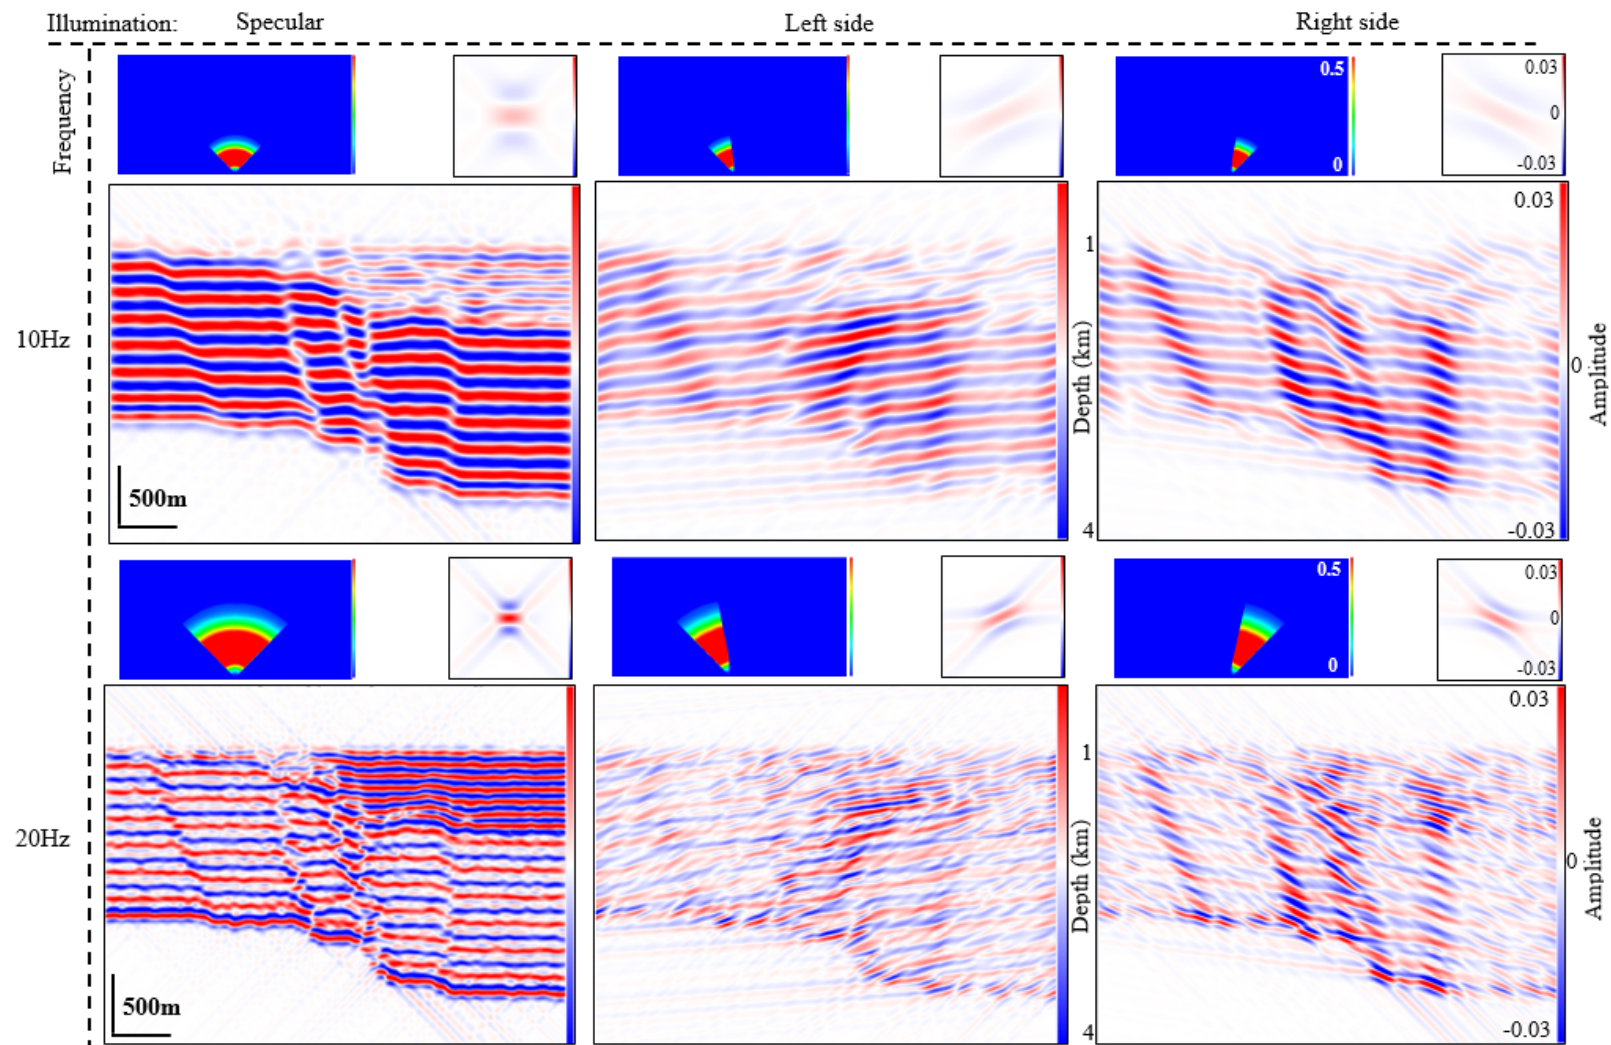 Illumination: Specular Left side Right side
Frequency
0.5
0
0.03
0
-0.03
10Hz
500m
1
Depth (km)
4
0.03
0
-0.03
Amplitude
0.5
0
0.03
0
-0.03
20Hz
500m
1
Depth (km)
4
0.03
0
-0.03
Amplitude